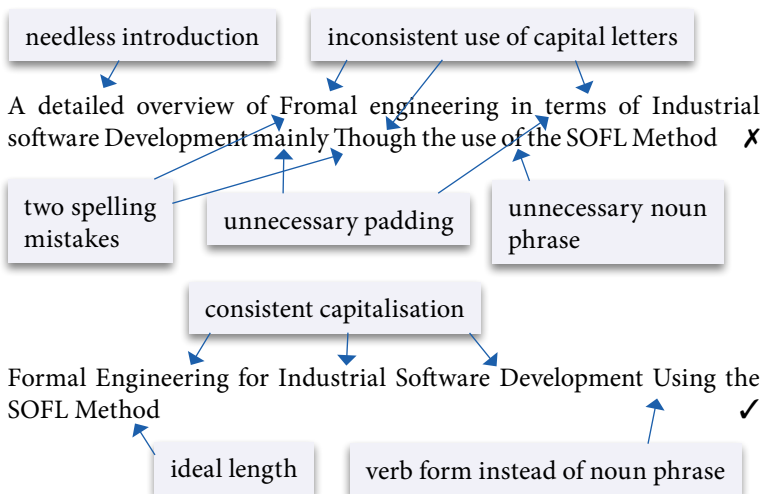 needless introduction
inconsistent use of capital letters
A detailed overview of Fromal engineering in terms of Industrial
software Development mainly Though the use of the SOFL Method ✗
two spelling
mistakes
unnecessary padding
unnecessary noun
phrase
consistent capitalisation
Formal Engineering for Industrial Software Development Using the
SOFL Method ✓
ideal length
verb form instead of noun phrase